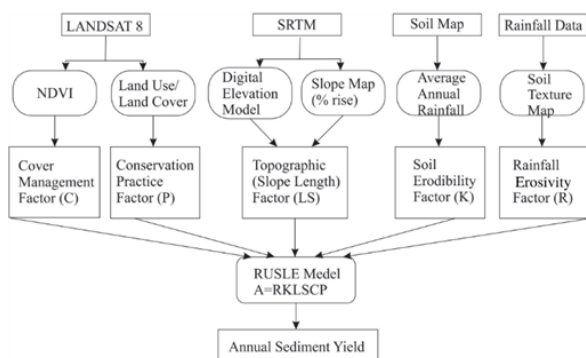 LANDSAT 8
SRTM
Soil Map
Rainfall Data
NDVI
Land Use/
Land Cover
Digital
Elevation
Model
Slope Map
(% rise)
Average
Annual
Rainfall
Soil
Texture
Map
Cover
Management
Factor (C)
Conservation
Practice
Factor (P)
Topographic
(Slope Length)
Factor (LS)
Soil
Erodibility
Factor (K)
Rainfall
Erosivity
Factor (R)
RUSLE Medel
A=RKLSCP
Annual Sediment Yield